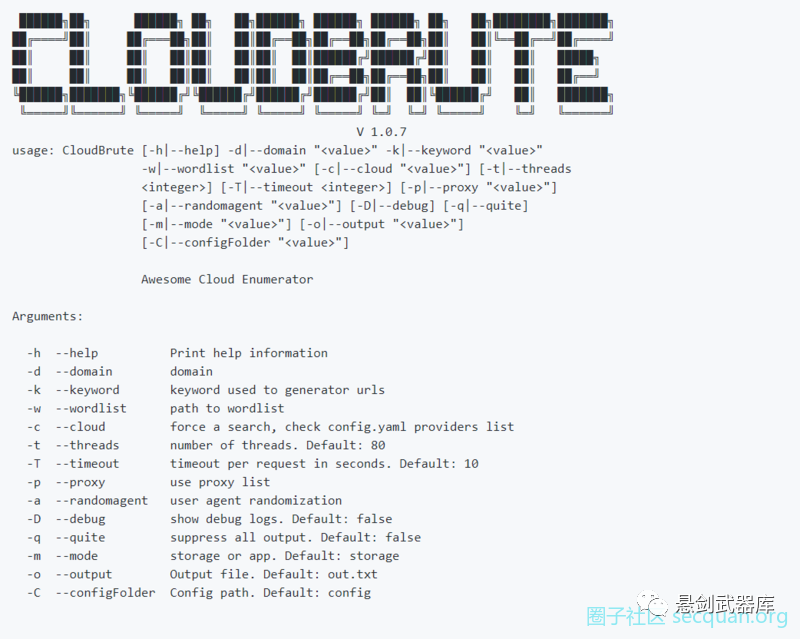 CLOUDBRUTE
V 1.0.7
usage: CloudBrute [-h|--help] -d|--domain "<value>" -k|--keyword "<value>"
-w|--wordlist "<value>" [-c|--cloud "<value>"] [-t|--threads
<integer>] [-T|--timeout <integer>] [-p|--proxy "<value>"]
[-a|--randomagent "<value>"] [-D|--debug] [-q|--quite]
[-m|--mode "<value>"] [-o|--output "<value>"]
[-C|--configFolder "<value>"]
Awesome Cloud Enumerator
Arguments:
-h --help Print help information
-d --domain domain
-k --keyword keyword used to generator urls
-w --wordlist path to wordlist
-c --cloud force a search, check config.yaml providers list
-t --threads number of threads. Default: 80
-T --timeout timeout per request in seconds. Default: 10
-p --proxy use proxy list
-a --randomagent user agent randomization
-D --debug show debug logs. Default: false
-q --quite suppress all output. Default: false
-m --mode storage or app. Default: storage
-o --output Output file. Default: out.txt
-C --configFolder Config path. Default: config
悬剑武器库
圈子社区 secquan.org